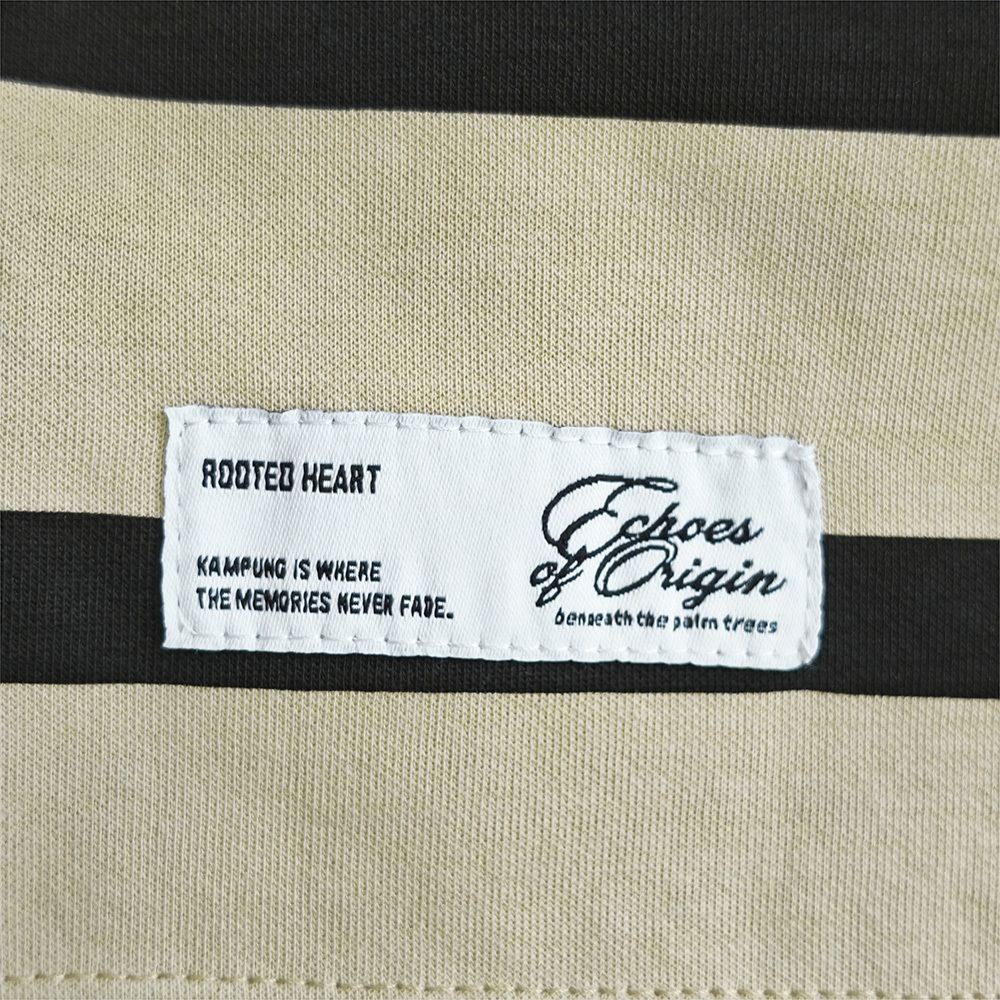 ROOTED HEART
KAMPUNG IS WHERE
THE MEMORIES NEVER FADE.
Echoes
of Origin
beneath the palm trees